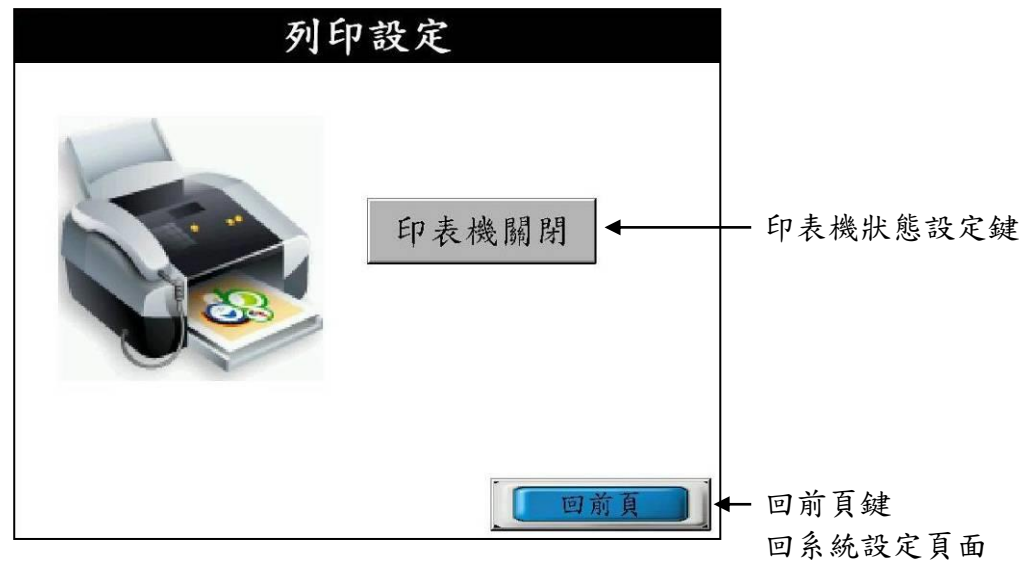 列印設定
印表機關閉
印表機狀態設定鍵
回前頁
回前頁鍵
回系統設定頁面